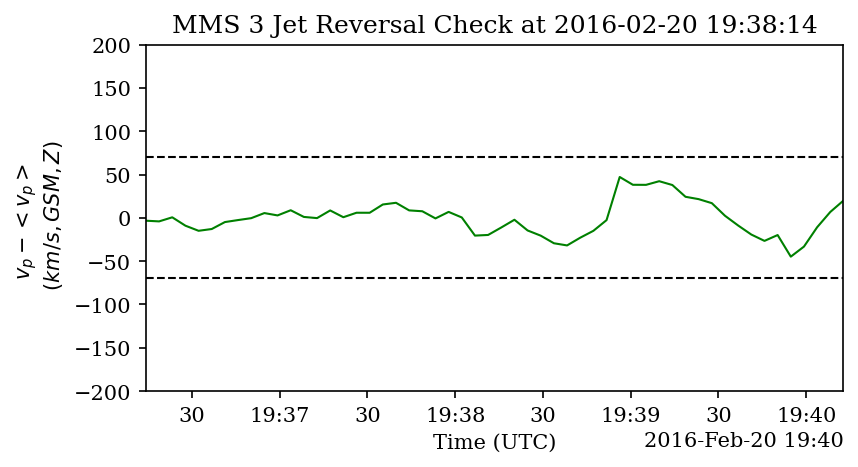 MMS 3 Jet Reversal Check at 2016-02-20 19:38:14
200
150
100
50
0
−50
−100
−150
−200
v_p − < v_p >
(km/s, GSM, Z)
30 19:37 30 19:38 30 19:39 30 19:40
Time (UTC)
2016-Feb-20 19:40